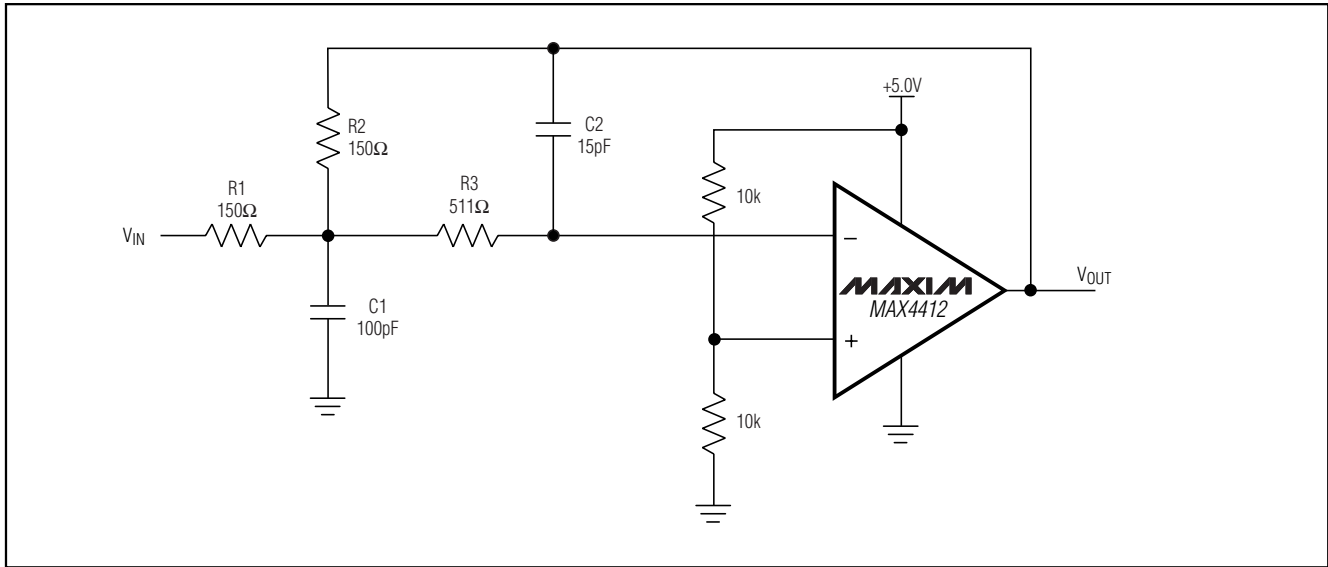 +5.0V
C2
15pF
R2
150Ω
10k
R3
511Ω
R1
150Ω
VIN
−
MAXIM
MAX4412
VOUT
C1
100pF
+
10k